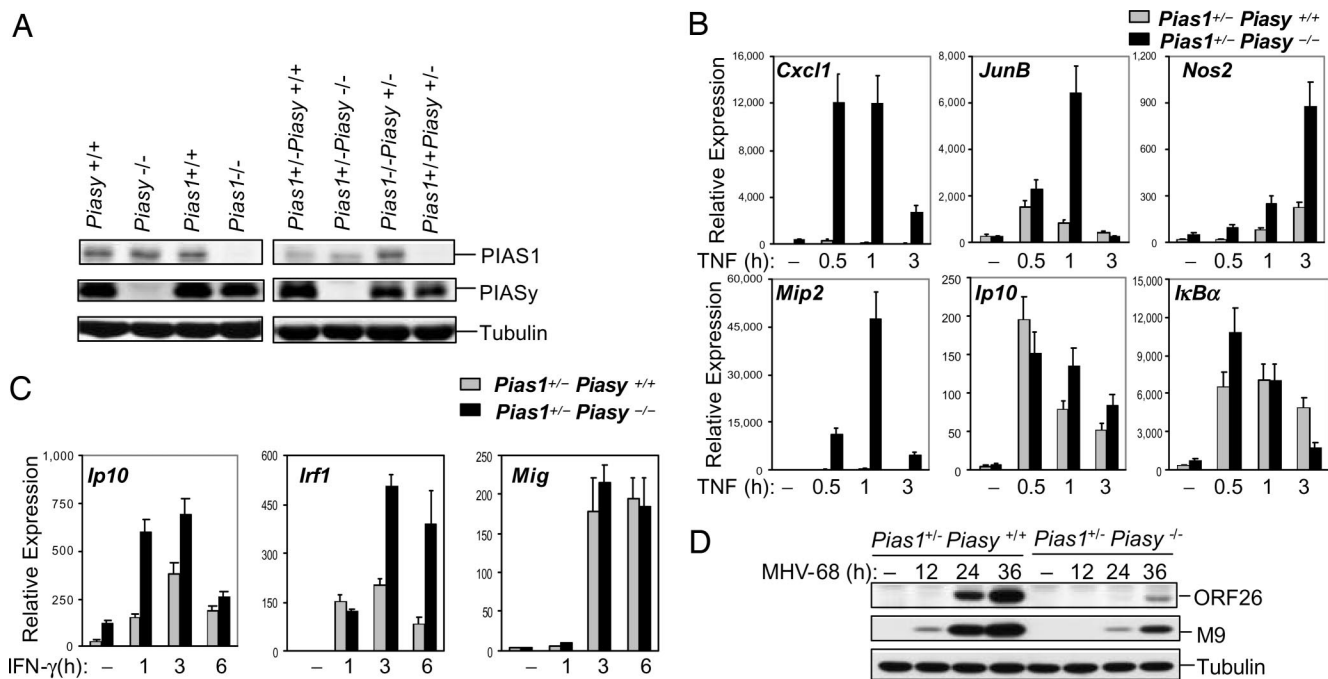 A
Piasy +/+
Piasy -/-
Pias1+/+
Pias1-/-
Pias1+/-Piasy +/+
Pias1+/-Piasy -/-
Pias1-/-Piasy +/-
Pias1+/+Piasy +/-
PIAS1
PIASy
Tubulin
B
Pias1+/– Piasy +/+
Pias1+/– Piasy –/–
Relative Expression
Cxcl1
16,000
12,000
8,000
4,000
0
JunB
8,000
6,000
4,000
2,000
0
Nos2
1,200
900
600
300
0
TNF (h): – 0.5 1 3 – 0.5 1 3 – 0.5 1 3
Relative Expression
Mip2
60,000
45,000
30,000
15,000
0
Ip10
250
200
150
100
50
0
IκBα
15,000
12,000
9,000
6,000
3,000
0
TNF (h): – 0.5 1 3 – 0.5 1 3 – 0.5 1 3
C
Pias1+/– Piasy +/+
Pias1+/– Piasy –/–
Relative Expression
Ip10
1,000
750
500
250
0
Irf1
600
450
300
150
0
Mig
250
200
150
100
50
0
IFN-γ(h): – 1 3 6 – 1 3 6 – 1 3 6
D
Pias1+/- Piasy +/+ Pias1+/- Piasy -/-
MHV-68 (h): – 12 24 36 – 12 24 36
ORF26
M9
Tubulin